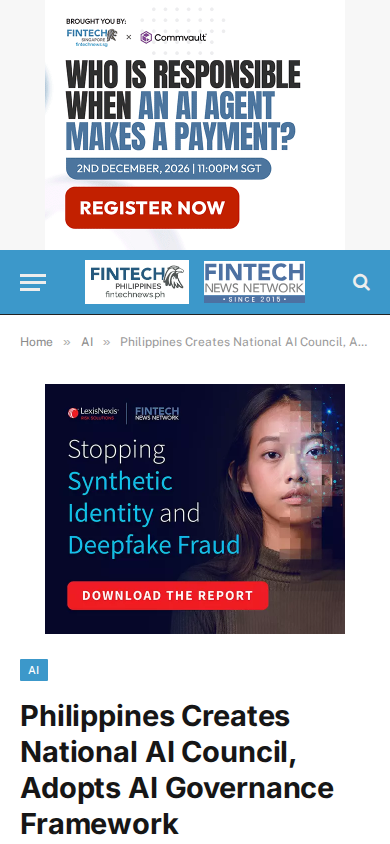 BROUGHT YOU BY:
FINTECH SINGAPORE fintechnews.sg × Commvault
WHO IS RESPONSIBLE
WHEN AN AI AGENT
MAKES A PAYMENT?
2ND DECEMBER, 2026 | 11:00PM SGT
REGISTER NOW
FINTECH PHILIPPINES fintechnews.ph
FINTECH NEWS NETWORK • SINCE 2015 •
Home » AI » Philippines Creates National AI Council, A...
LexisNexis RISK SOLUTIONS | FINTECH NEWS NETWORK
Stopping
Synthetic
Identity and
Deepfake Fraud
DOWNLOAD THE REPORT
AI
Philippines Creates
National AI Council,
Adopts AI Governance
Framework